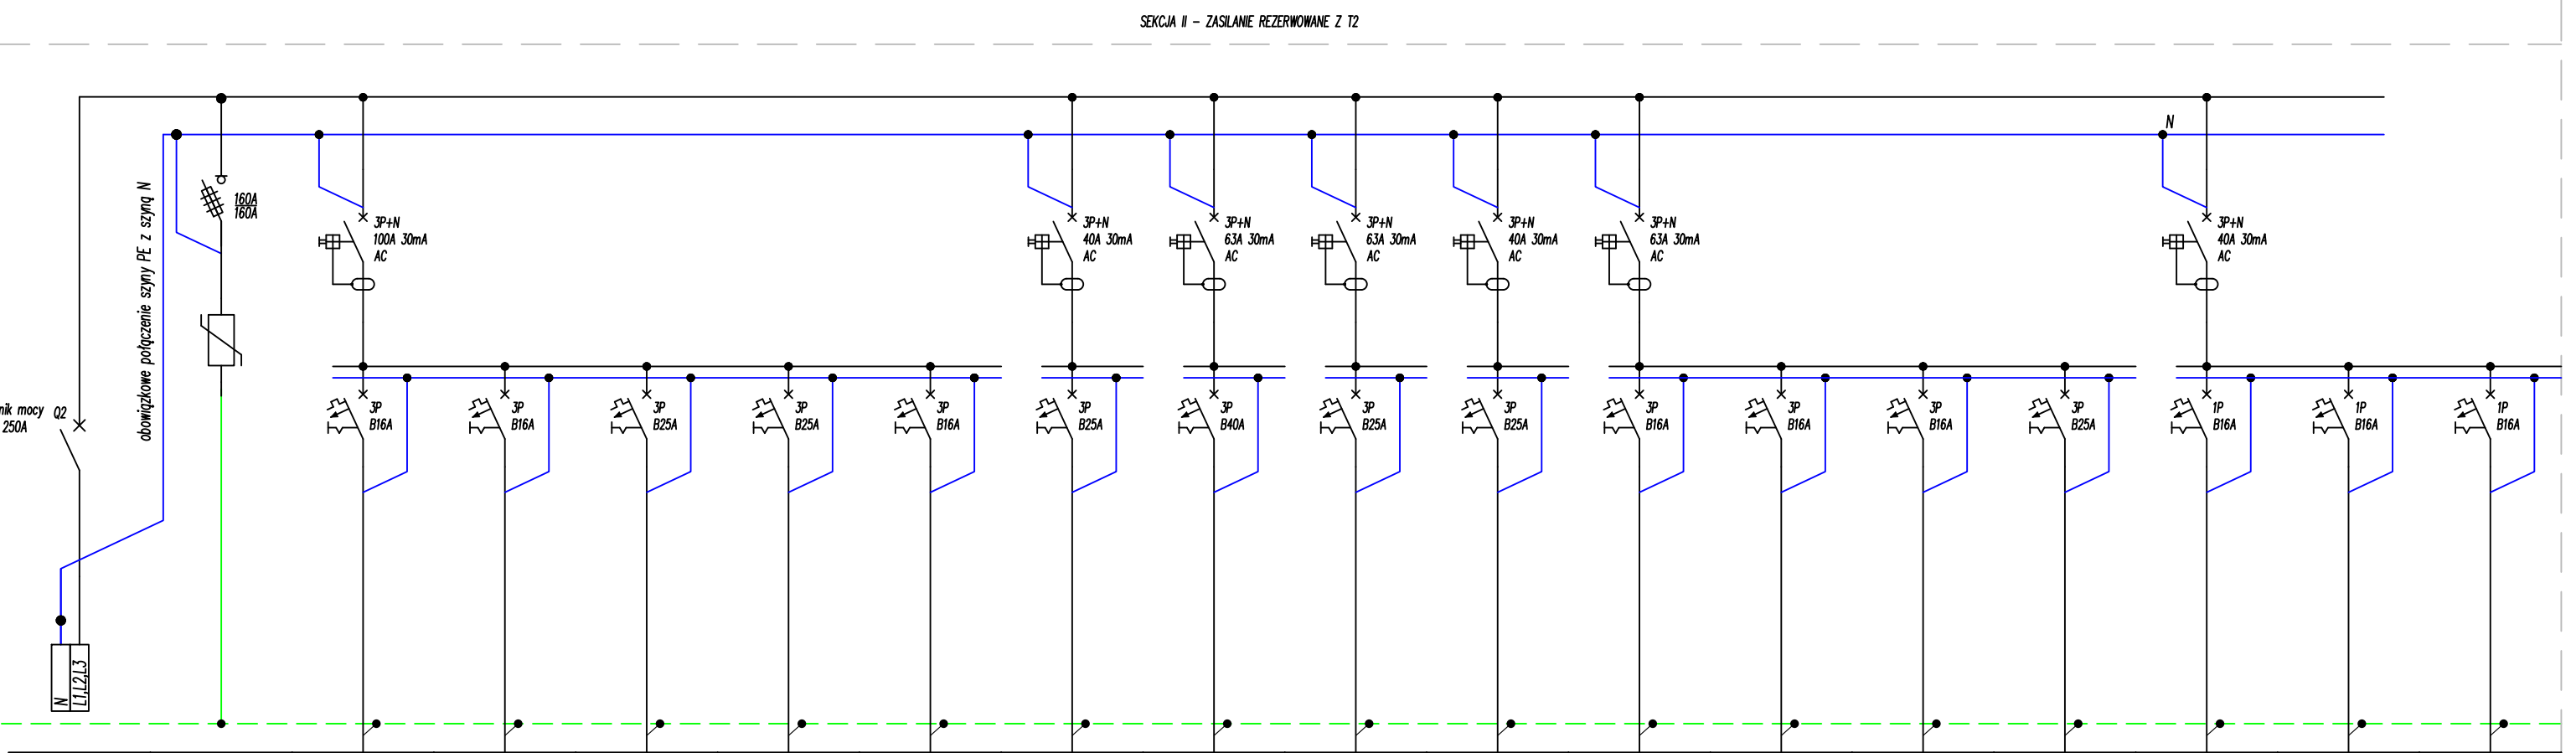 SEKCJA II - ZASILANIE REZERWOWANE Z T2
N
obowiązkowe połączenie szyny PE z szyną N
160A
160A
3P+N
100A 30mA
AC
3P+N
40A 30mA
AC
3P+N
63A 30mA
AC
3P+N
63A 30mA
AC
3P+N
40A 30mA
AC
3P+N
63A 30mA
AC
3P+N
40A 30mA
AC
nik mocy Q2
250A
3P
B16A
3P
B16A
3P
B25A
3P
B25A
3P
B16A
3P
B25A
3P
B40A
3P
B25A
3P
B25A
3P
B16A
3P
B16A
3P
B16A
3P
B25A
1P
B16A
1P
B16A
1P
B16A
N
L1,L2,L3